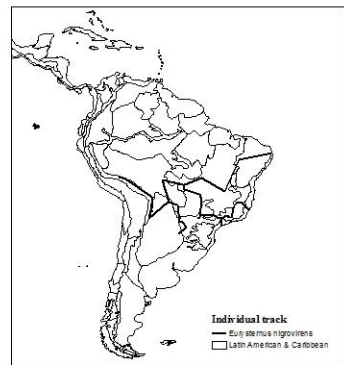 Individual track
Eurysternus nigrovirens
Latin American & Caribbean